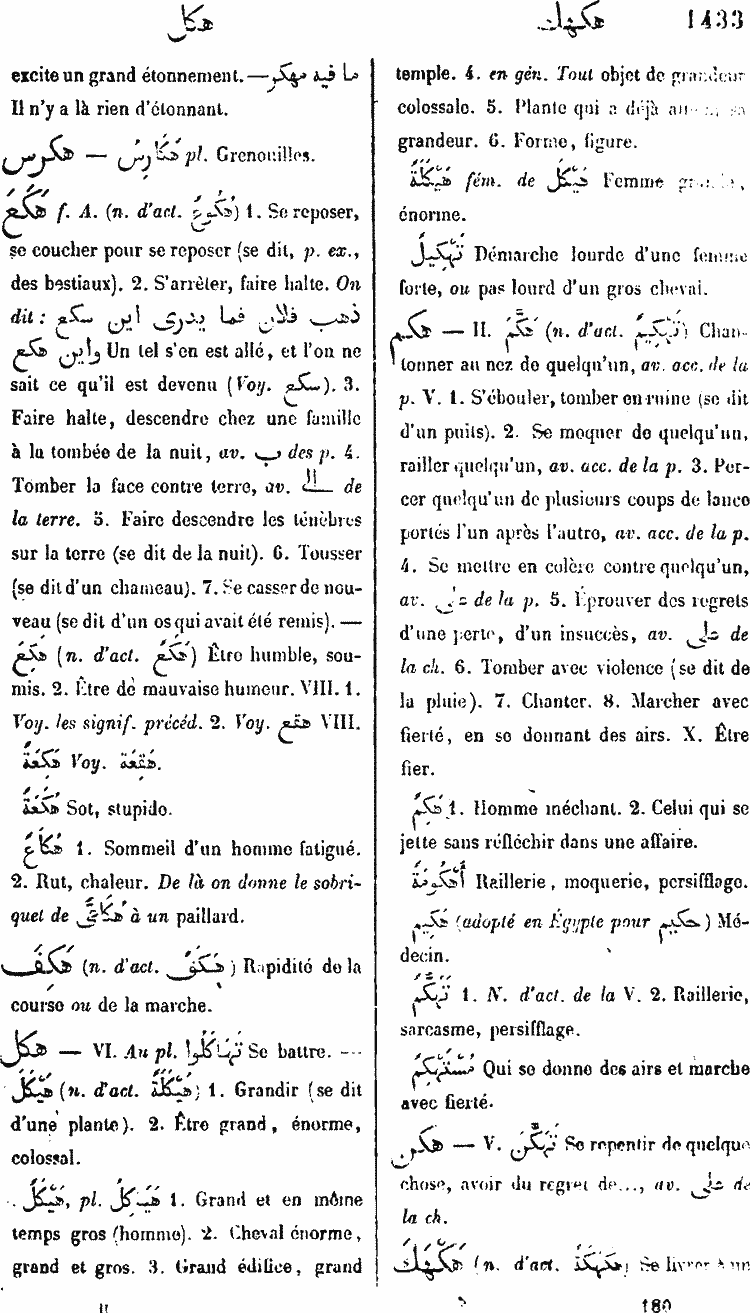 هكل
هكهك 1433
excite un grand étonnement. — ما فيه مهكر
Il n'y a là rien d'étonnant.
هكرس — هَكَارِسُ pl. Grenouilles.
هَكَعَ f. A. (n. d'act. هُكُوعٌ) 1. Se reposer,
se coucher pour se reposer (se dit, p. ex.,
des bestiaux). 2. S'arrêter, faire halte. On
dit : ذهب فلان فما يدرى اين سكع
واين هكع Un tel s'en est allé, et l'on ne
sait ce qu'il est devenu (Voy. سكع). 3.
Faire halte, descendre chez une famille
à la tombée de la nuit, av. ب des p. 4.
Tomber la face contre terre, av. الى de
la terre. 5. Faire descendre les ténèbres
sur la terre (se dit de la nuit). 6. Tousser
(se dit d'un chameau). 7. Se casser de nou-
veau (se dit d'un os qui avait été remis). —
هَكِعَ (n. d'act. هَكَعٌ) Être humble, sou-
mis. 2. Être de mauvaise humeur. VIII. 1.
Voy. les signif. précéd. 2. Voy. هقع VIII.
هَكِعَةٌ Voy. هَقِعَة.
هُكَعَةٌ Sot, stupide.
هُكَاعٌ 1. Sommeil d'un homme fatigué.
2. Rut, chaleur. De là on donne le sobri-
quet de هُكَاعِيٌّ à un paillard.
هَكَفَ (n. d'act. هَكْفٌ) Rapidité de la
course ou de la marche.
هكل — VI. Au pl. تَهَاكَلُوا Se battre. —
هَيْكَلَ (n. d'act. هَيْكَلَةٌ) 1. Grandir (se dit
d'une plante). 2. Être grand, énorme,
colossal.
هَيْكَلٌ, pl. هَيَاكِلُ 1. Grand et en même
temps gros (homme). 2. Cheval énorme,
grand et gros. 3. Grand édifice, grand
II
temple. 4. en gén. Tout objet de grandeur
colossale. 5. Plante qui a déjà sa
grandeur. 6. Forme, figure.
هَيْكَلَةٌ fém. de هَيْكَلٌ Femme
énorme.
تَهْكِيلٌ Démarche lourde d'une femme
forte, ou pas lourd d'un gros cheval.
هكم — II. هَكَّمَ (n. d'act. تَهْكِيمٌ) Chan-
tonner au nez de quelqu'un, av. acc. de la
p. V. 1. S'ébouler, tomber en ruine (se dit
d'un puits). 2. Se moquer de quelqu'un,
railler quelqu'un, av. acc. de la p. 3. Per-
cer quelqu'un de plusieurs coups de lance
portés l'un après l'autre, av. acc. de la p.
4. Se mettre en colère contre quelqu'un,
av. على de la p. 5. Éprouver des regrets
d'une perte, d'un insuccès, av. على de
la ch. 6. Tomber avec violence (se dit de
la pluie). 7. Chanter. 8. Marcher avec
fierté, en se donnant des airs. X. Être
fier.
هَكِمٌ 1. Homme méchant. 2. Celui qui se
jette sans réfléchir dans une affaire.
أُهْكُومَةٌ Raillerie, moquerie, persifflage.
هَكِيم (adopté en Égypte pour حكيم) Mé-
decin.
تَهَكُّمٌ 1. N. d'act. de la V. 2. Raillerie,
sarcasme, persifflage.
مُسْتَهْكِمٌ Qui se donne des airs et marche
avec fierté.
هكن — V. تَهَكَّنَ Se repentir de quelque
chose, avoir du regret de..., av. على de
la ch.
هَكْهَكَ (n. d'act. هَكْهَكَة) Se livrer à un
180